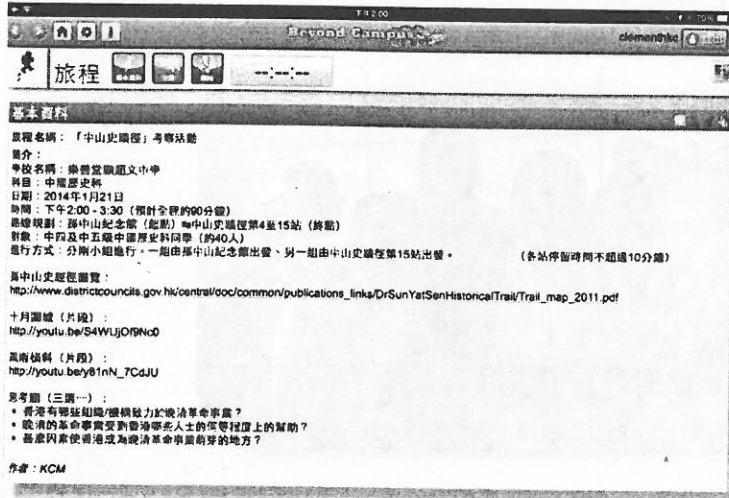 下午2:00
70%
Beyond Campus
clementhkc
旅程
--:--:--
基本資料
旅程名稱：「中山史蹟徑」考察活動
簡介：
學校名稱：樂善堂顧超文中學
科目：中國歷史科
日期：2014年1月21日
時間：下午2:00 - 3:30（預計全程約90分鐘）
路線規劃：孫中山紀念館（起點）⇨中山史蹟徑第4至15站（終點）
對象：中四及中五級中國歷史科同學（約40人）
進行方式：分兩小組進行。一組由孫中山紀念館出發、另一組由中山史蹟徑第15站出發。（各站停留時間不超過10分鐘）
孫中山史蹟徑圖覽：
http://www.districtcouncils.gov.hk/central/doc/common/publications_links/DrSunYatSenHistoricalTrail/Trail_map_2011.pdf
十月圍城（片段）：
http://youtu.be/S4WUjOf9Nc0
風雨橫斜（片段）：
http://youtu.be/y81nN_7CdJU
思考題（三選一）：
• 香港有哪些組織/機構致力於晚清革命事業？
• 晚清的革命事業受到香港哪些人士的何等程度上的幫助？
• 甚麼因素使香港成為晚清革命事業萌芽的地方？
作者：KCM